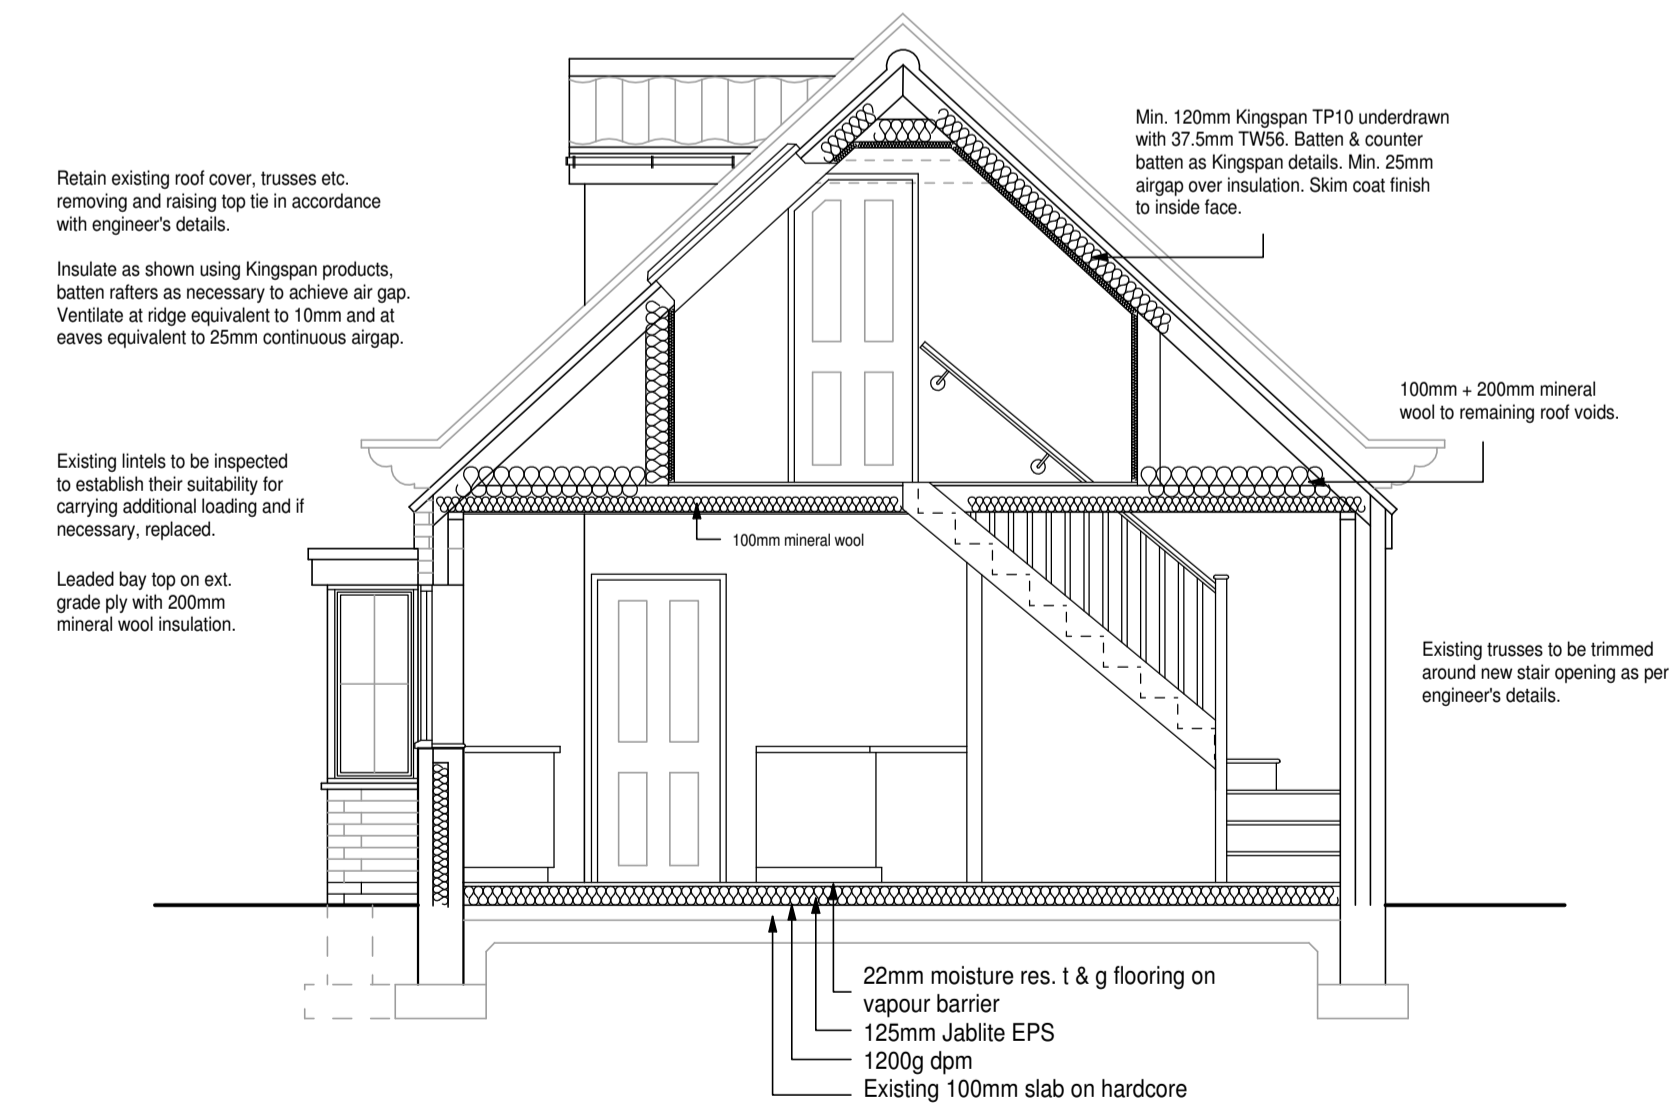 Min. 120mm Kingspan TP10 underdrawn
with 37.5mm TW56. Batten & counter
batten as Kingspan details. Min. 25mm
airgap over insulation. Skim coat finish
to inside face.
Retain existing roof cover, trusses etc.
removing and raising top tie in accordance
with engineer's details.
Insulate as shown using Kingspan products,
batten rafters as necessary to achieve air gap.
Ventilate at ridge equivalent to 10mm and at
eaves equivalent to 25mm continuous airgap.
100mm + 200mm mineral
wool to remaining roof voids.
Existing lintels to be inspected
to establish their suitability for
carrying additional loading and if
necessary, replaced.
100mm mineral wool
Leaded bay top on ext.
grade ply with 200mm
mineral wool insulation.
Existing trusses to be trimmed
around new stair opening as per
engineer's details.
22mm moisture res. t & g flooring on
vapour barrier
125mm Jablite EPS
1200g dpm
Existing 100mm slab on hardcore